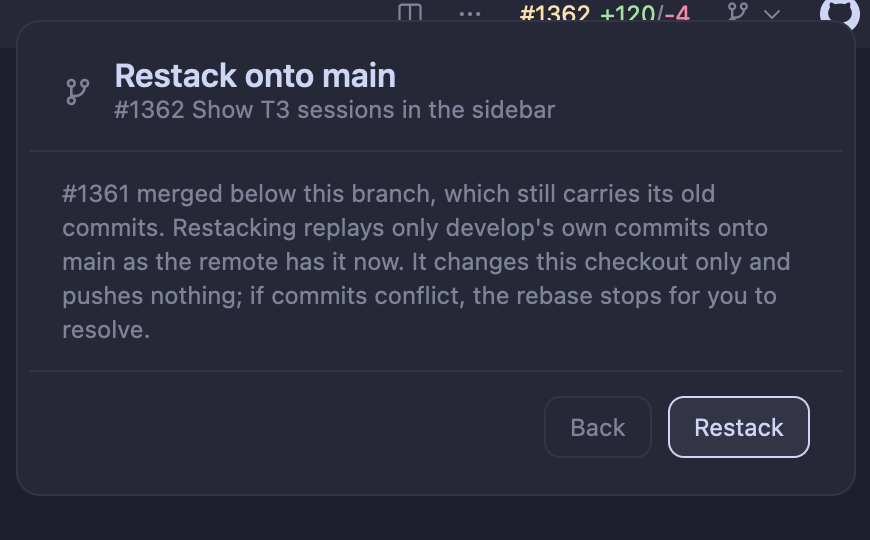 #1362 +120/-4
Restack onto main
#1362 Show T3 sessions in the sidebar
#1361 merged below this branch, which still carries its old
commits. Restacking replays only develop's own commits onto
main as the remote has it now. It changes this checkout only and
pushes nothing; if commits conflict, the rebase stops for you to
resolve.
Back
Restack